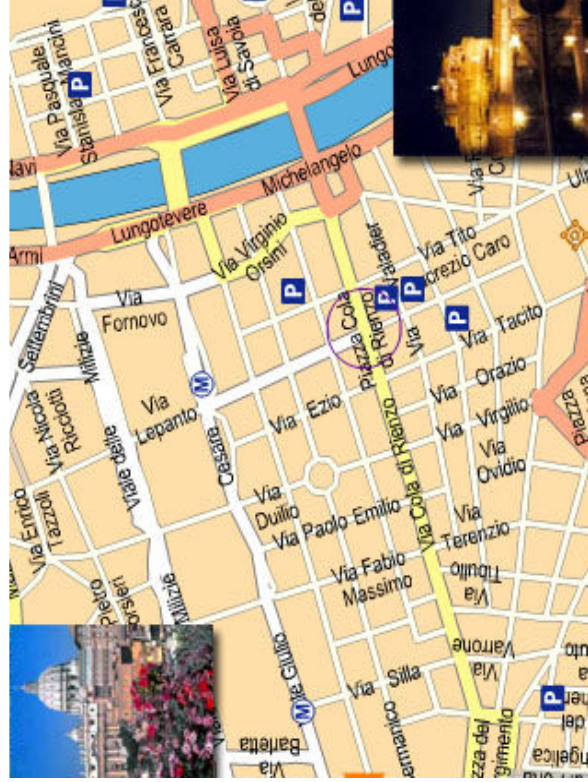 Via Pasquale
Stanislao Mancini
Via Francesco
Carrara
Via Luisa
di Savoia
Navi
Armi
Lungotevere
Michelangelo
Lungo
Via Virginio
Orsini
Via
Fornovo
Settembrini
Milizie
Via Nicola
Ricciotti
Via Enrico
Tazzoli
Viale delle
Milizie
Via
Lepanto
Cesare
M
Via Ezio
Piazza Cola
di Rienzo
Via Tito
Lucrezio Caro
Valadier
Via
Via Tacito
Via Orazio
Via Virgilio
Via
Ovidio
Piazza
Via Cola di Rienzo
Via
Duilio
Via Paolo Emilio
Via Fabio
Massimo
Via
Terenzio
Via
Tibullo
Via
Varrone
Via Silla
Giulio
M
Via
Barletta
Pietro
P
P
P
P
P
P
P